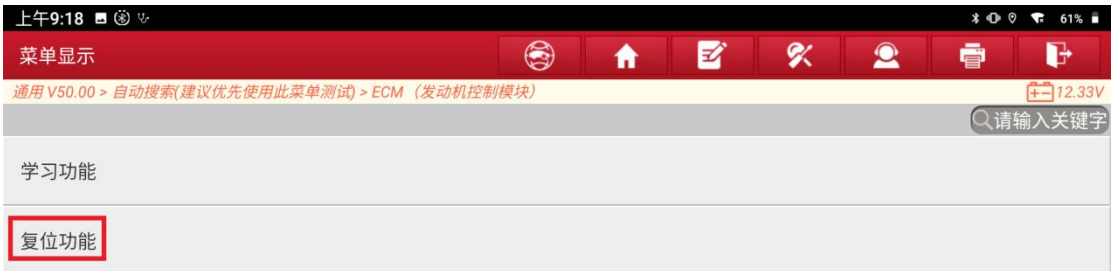 上午9:18 61%
菜单显示
通用 V50.00 > 自动搜索(建议优先使用此菜单测试) > ECM（发动机控制模块） 12.33V
请输入关键字
学习功能
复位功能